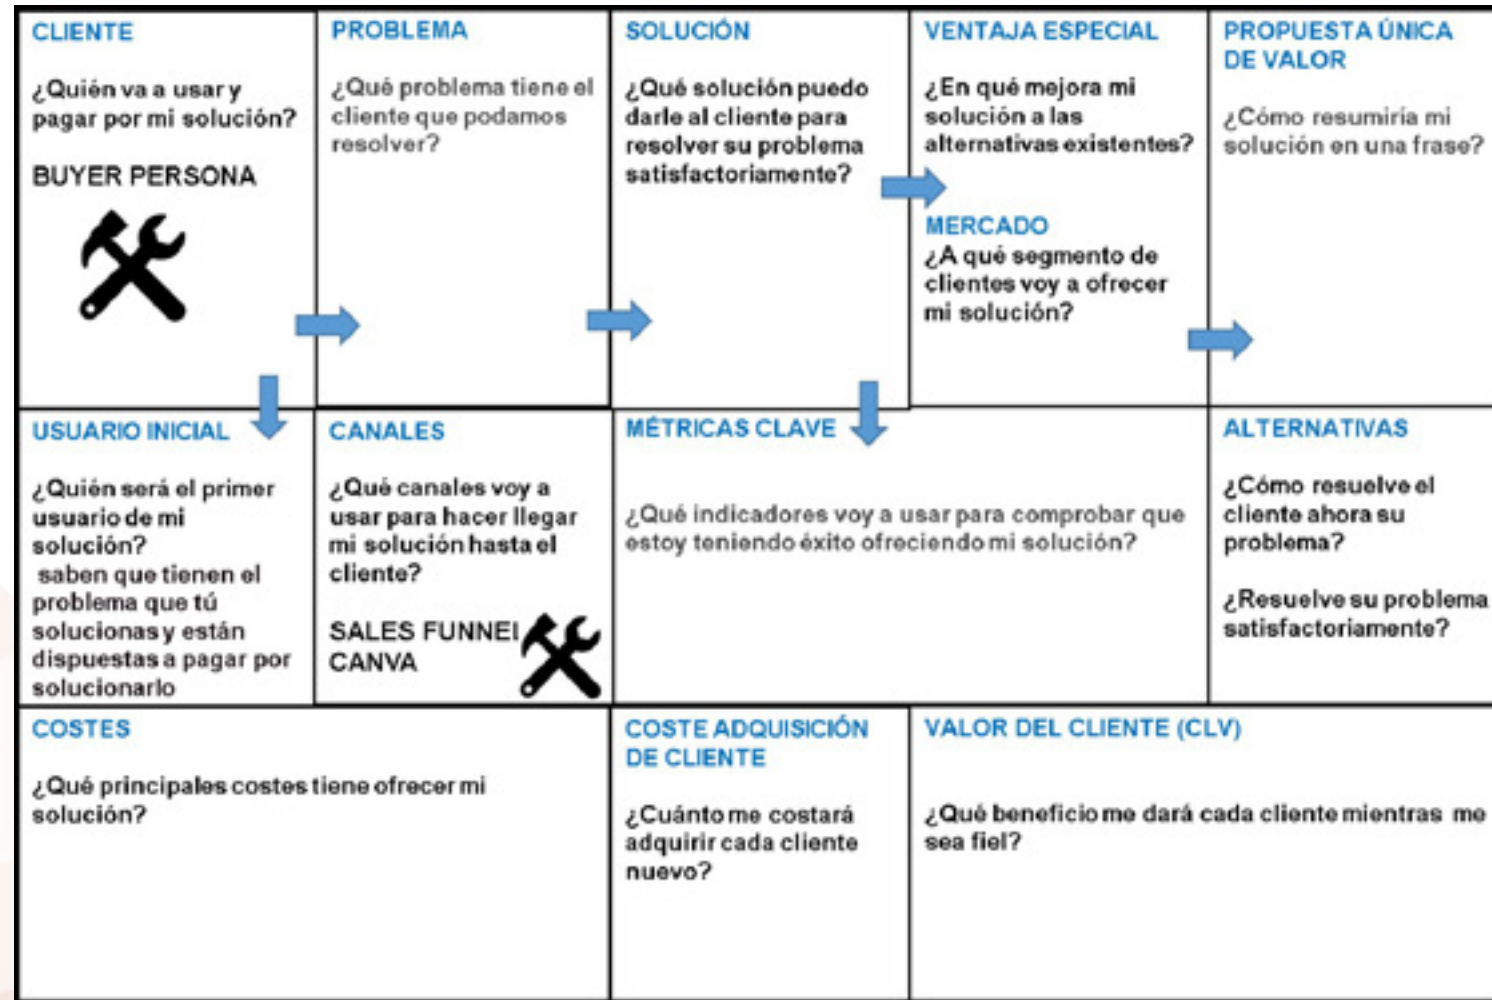 CLIENTE
¿Quién va a usar y
pagar por mi solución?
BUYER PERSONA
PROBLEMA
¿Qué problema tiene el
cliente que podamos
resolver?
SOLUCIÓN
¿Qué solución puedo
darle al cliente para
resolver su problema
satisfactoriamente?
VENTAJA ESPECIAL
¿En qué mejora mi
solución a las
alternativas existentes?
MERCADO
¿A qué segmento de
clientes voy a ofrecer
mi solución?
PROPUESTA ÚNICA
DE VALOR
¿Cómo resumiría mi
solución en una frase?
USUARIO INICIAL
¿Quién será el primer
usuario de mi
solución?
saben que tienen el
problema que tú
solucionas y están
dispuestas a pagar por
solucionarlo
CANALES
¿Qué canales voy a
usar para hacer llegar
mi solución hasta el
cliente?
SALES FUNNEL
CANVA
MÉTRICAS CLAVE
¿Qué indicadores voy a usar para comprobar que
estoy teniendo éxito ofreciendo mi solución?
ALTERNATIVAS
¿Cómo resuelve el
cliente ahora su
problema?
¿Resuelve su problema
satisfactoriamente?
COSTES
¿Qué principales costes tiene ofrecer mi
solución?
COSTE ADQUISICIÓN
DE CLIENTE
¿Cuánto me costará
adquirir cada cliente
nuevo?
VALOR DEL CLIENTE (CLV)
¿Qué beneficio me dará cada cliente mientras me
sea fiel?